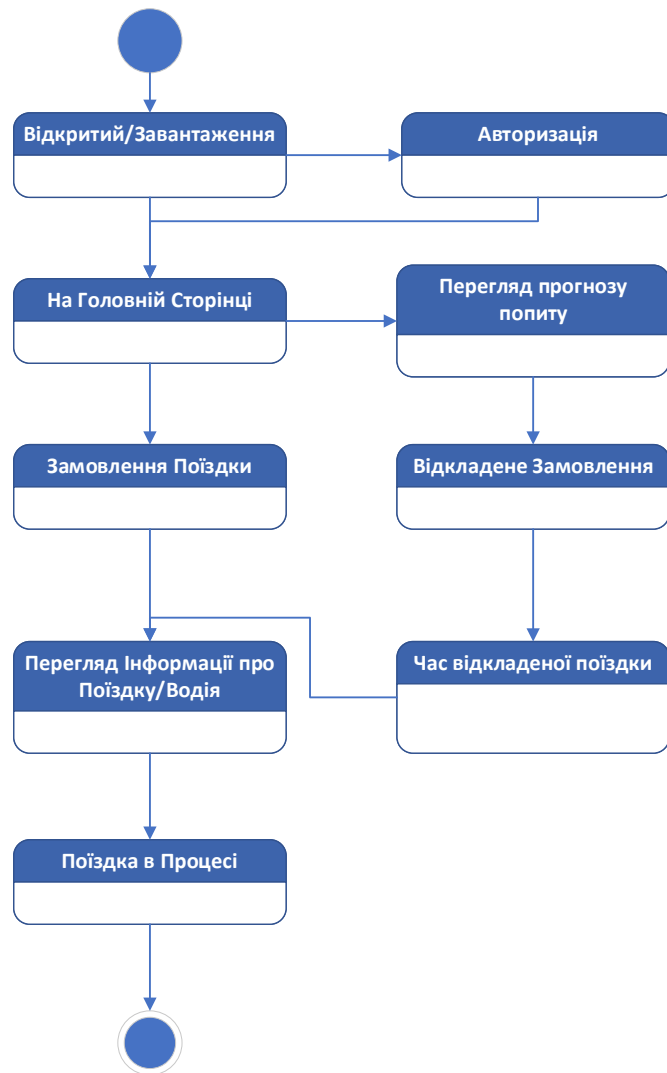 Відкритий/Завантаження
Авторизація
На Головній Сторінці
Перегляд прогнозу
попиту
Замовлення Поїздки
Відкладене Замовлення
Перегляд Інформації про
Поїздку/Водія
Час відкладеної поїздки
Поїздка в Процесі